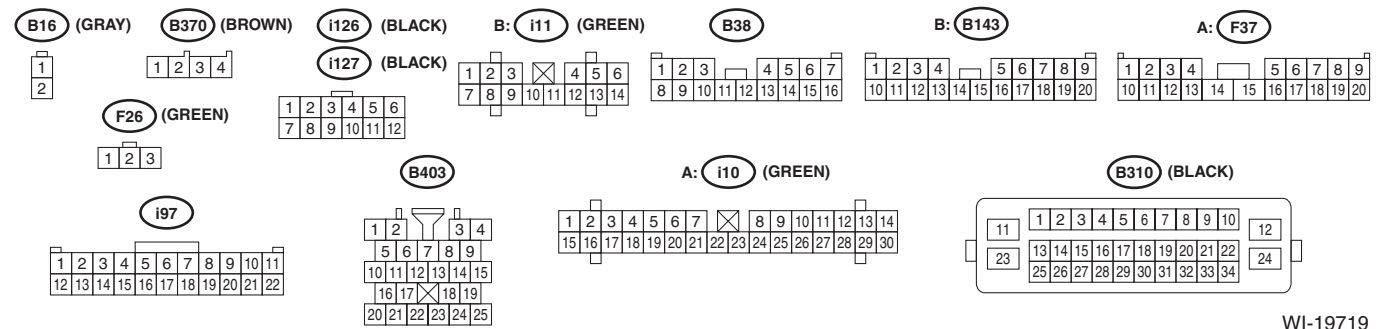 B16 (GRAY)
1
2
B370 (BROWN)
1 2 3 4
F26 (GREEN)
1 2 3
i126 (BLACK)
i127 (BLACK)
1 2 3 4 5 6
7 8 9 10 11 12
B: i11 (GREEN)
1 2 3 4 5 6
7 8 9 10 11 12 13 14
B38
1 2 3 4 5 6 7
8 9 10 11 12 13 14 15 16
B: B143
1 2 3 4 5 6 7 8 9
10 11 12 13 14 15 16 17 18 19 20
A: F37
1 2 3 4 5 6 7 8 9
10 11 12 13 14 15 16 17 18 19 20
i97
1 2 3 4 5 6 7 8 9 10 11
12 13 14 15 16 17 18 19 20 21 22
B403
1 2 3 4
5 6 7 8 9
10 11 12 13 14 15
16 17 18 19
20 21 22 23 24 25
A: i10 (GREEN)
1 2 3 4 5 6 7 8 9 10 11 12 13 14
15 16 17 18 19 20 21 22 23 24 25 26 27 28 29 30
B310 (BLACK)
11 1 2 3 4 5 6 7 8 9 10 12
23 13 14 15 16 17 18 19 20 21 22 24
25 26 27 28 29 30 31 32 33 34
WI-19719